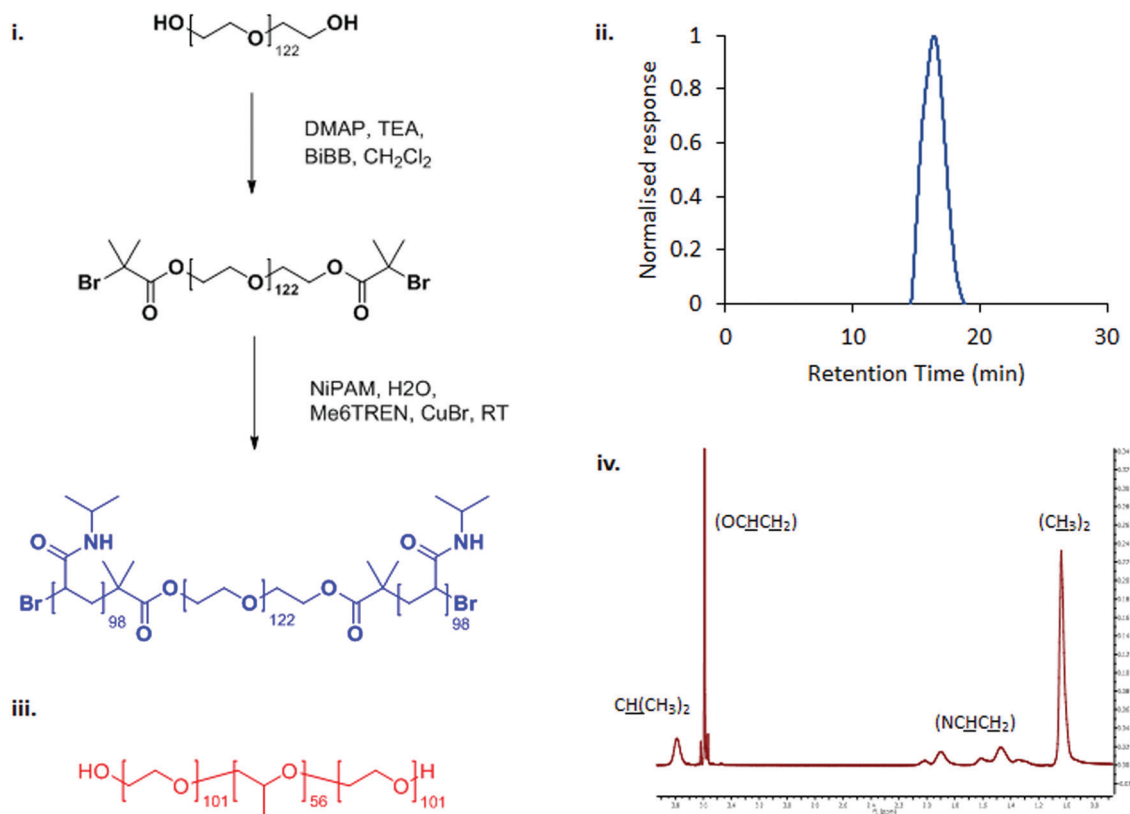 i.
HO OH
O
122
DMAP, TEA,
BiBB, CH2Cl2
Br O O O O Br
O 122 O
NiPAM, H2O,
Me6TREN, CuBr, RT
O N-H O N-H
Br O O O O Br
98 O 122 O 98
ii.
Normalised response
1
0.8
0.6
0.4
0.2
0
0 10 20 30
Retention Time (min)
iii.
HO O O O H
101 56 101
iv.
(OCHCH2)
(CH3)2
CH(CH3)2
(NCHCH2)